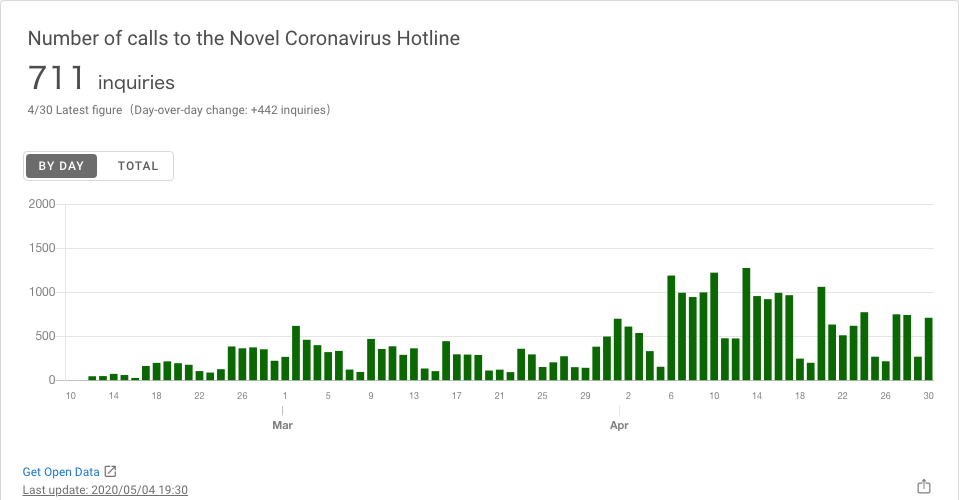 Number of calls to the Novel Coronavirus Hotline
711 inquiries
4/30 Latest figure（Day-over-day change: +442 inquiries）
BY DAY TOTAL
2000
1500
1000
500
0
10 14 18 22 26 1 5 9 13 17 21 25 29 2 6 10 14 18 22 26 30
Mar Apr
Get Open Data
Last update: 2020/05/04 19:30